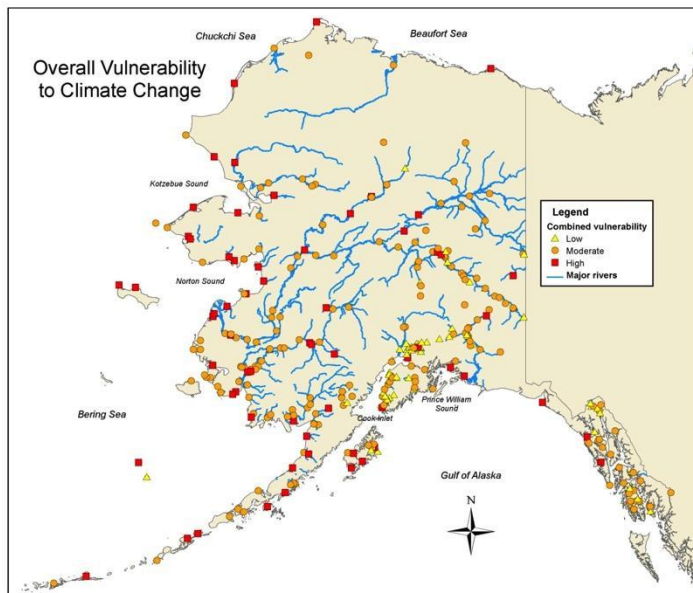 Chuckchi Sea
Beaufort Sea
Overall Vulnerability
to Climate Change
Kotzebue Sound
Legend
Combined vulnerability
Low
Moderate
High
Major rivers
Norton Sound
Bering Sea
Prince William
Sound
Cook Inlet
Gulf of Alaska
N